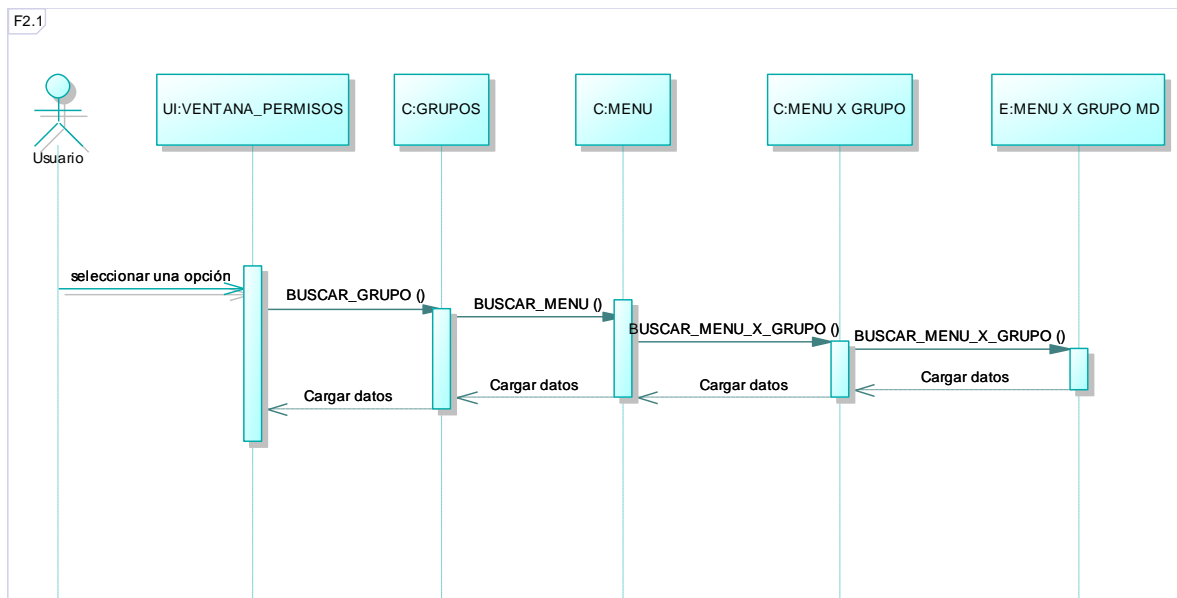 F2.1
Usuario
UI:VENTANA_PERMISOS
C:GRUPOS
C:MENU
C:MENU X GRUPO
E:MENU X GRUPO MD
seleccionar una opción
BUSCAR_GRUPO ()
BUSCAR_MENU ()
BUSCAR_MENU_X_GRUPO ()
BUSCAR_MENU_X_GRUPO ()
Cargar datos
Cargar datos
Cargar datos
Cargar datos